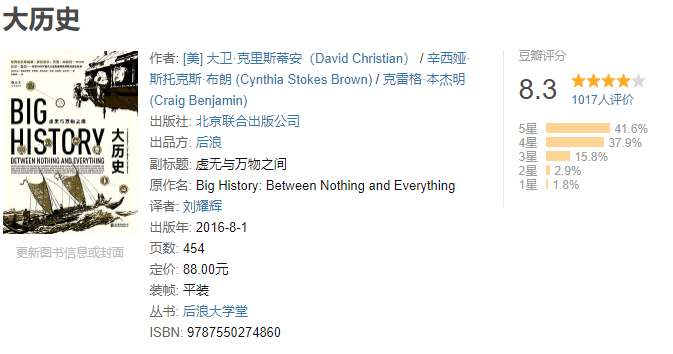 大历史
BIG
虚无与万物之间
HISTORY
BETWEEN NOTHING AND EVERYTHING
大历史
更新图书信息或封面
作者: [美] 大卫·克里斯蒂安（David Christian） / 辛西娅·
斯托克斯·布朗 (Cynthia Stokes Brown) / 克雷格·本杰明
(Craig Benjamin)
出版社: 北京联合出版公司
出品方: 后浪
副标题: 虚无与万物之间
原作名: Big History: Between Nothing and Everything
译者: 刘耀辉
出版年: 2016-8-1
页数: 454
定价: 88.00元
装帧: 平装
丛书: 后浪大学堂
ISBN: 9787550274860
豆瓣评分
8.3
1017人评价
5星 41.6%
4星 37.9%
3星 15.8%
2星 2.9%
1星 1.8%